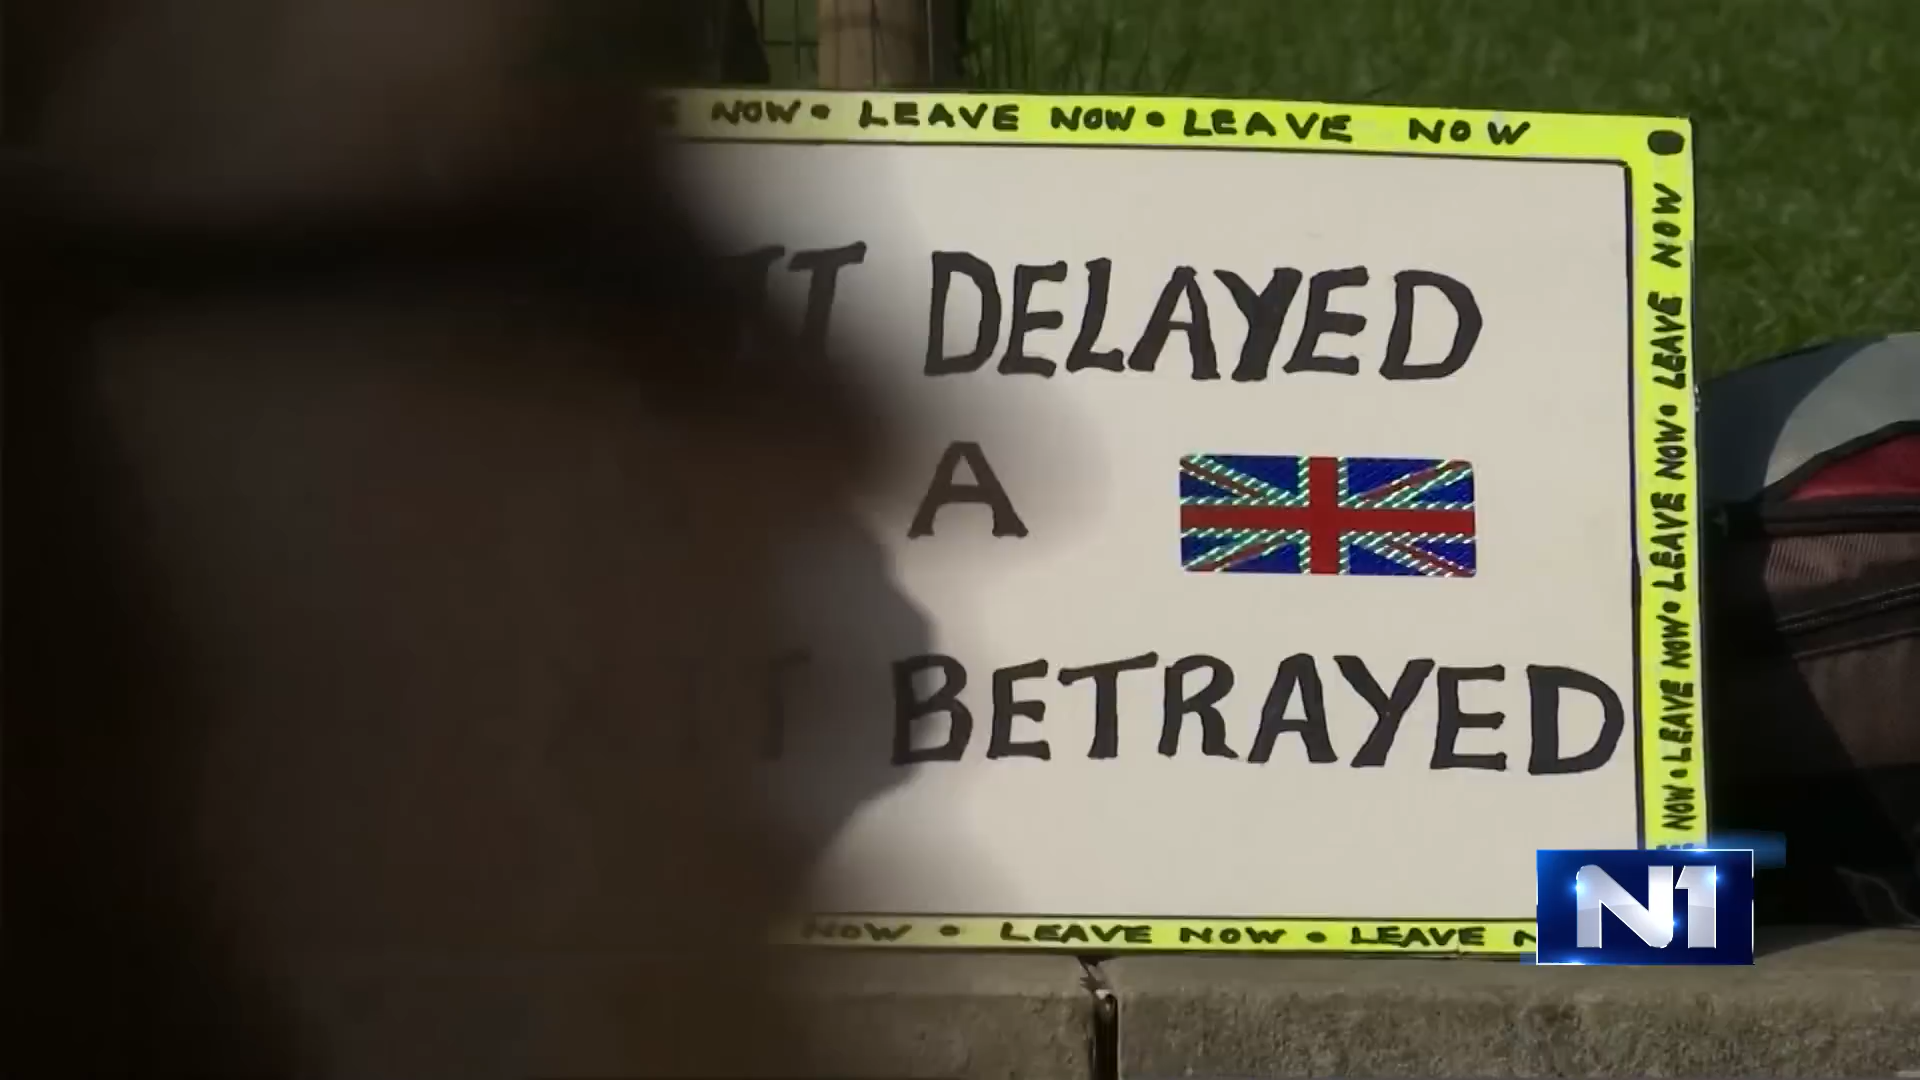 NOW • LEAVE NOW • LEAVE NOW •
DELAYED
A
BETRAYED
LEAVE NOW
LEAVE NOW • LEAVE NOW • LEAVE NOW • LEAVE NOW
NOW • LEAVE NOW • LEAVE
N1